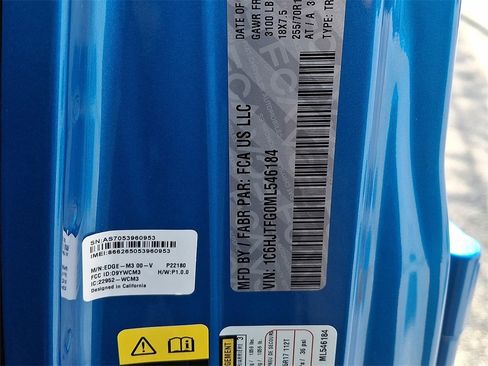 DATE OF
GAWR FR
3100 LB
18X7.5
255/70R1
AT / A 3
TYPE: TR
MFD BY / FABR PAR: FCA US LLC
VIN: 1C6HJTFG0ML546184
SN:AS7053960953
IMEI:866265053960953
M/N:EDGE-M3 00-V P22180
FCC ID:O9YWCM3 H/W:P1.0.0
IC:22952-WCM3
Designed in California
ML546184